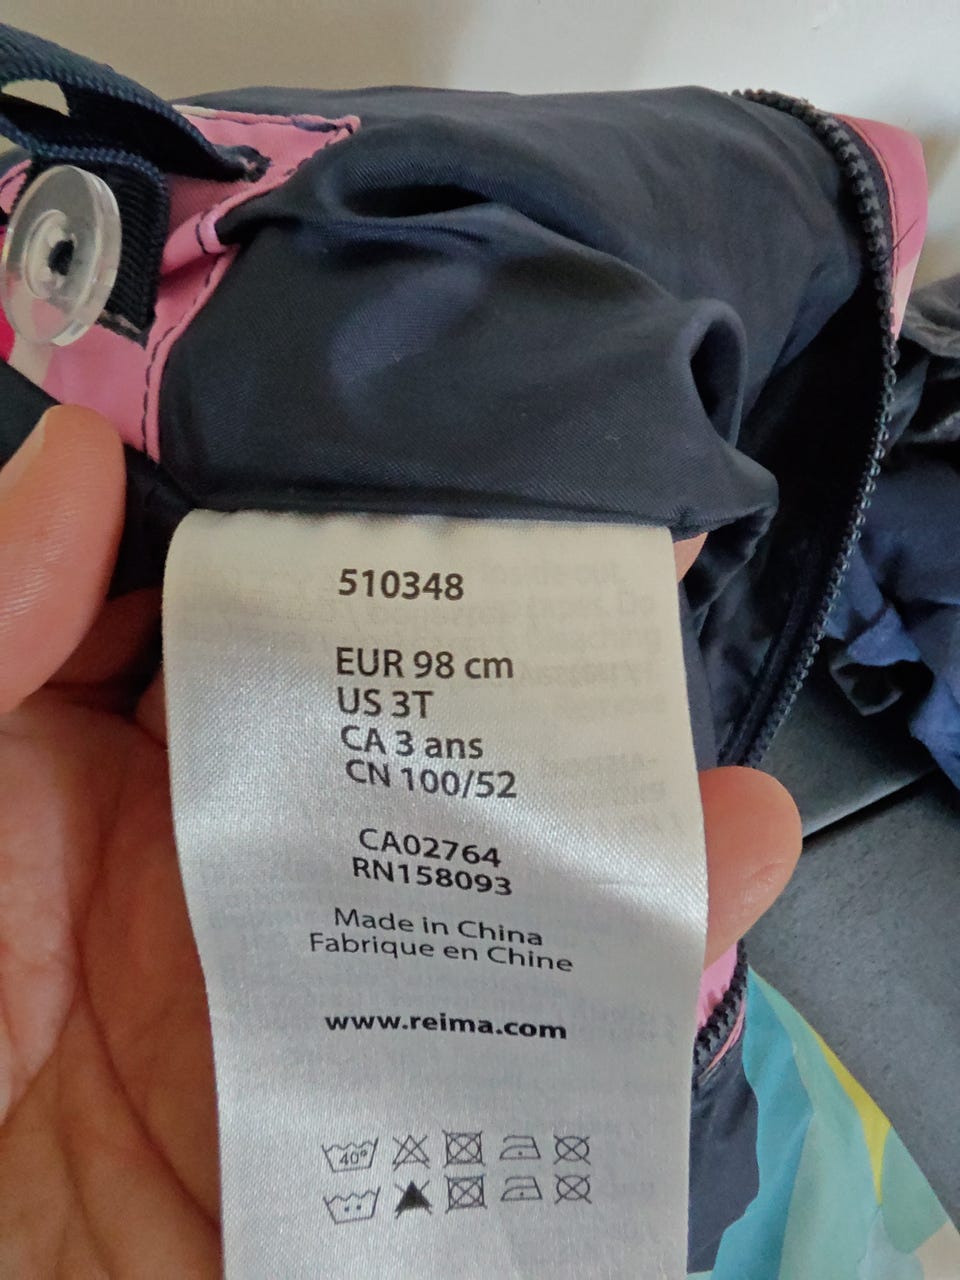 510348
EUR 98 cm
US 3T
CA 3 ans
CN 100/52
CA02764
RN158093
Made in China
Fabrique en Chine
www.reima.com
40°